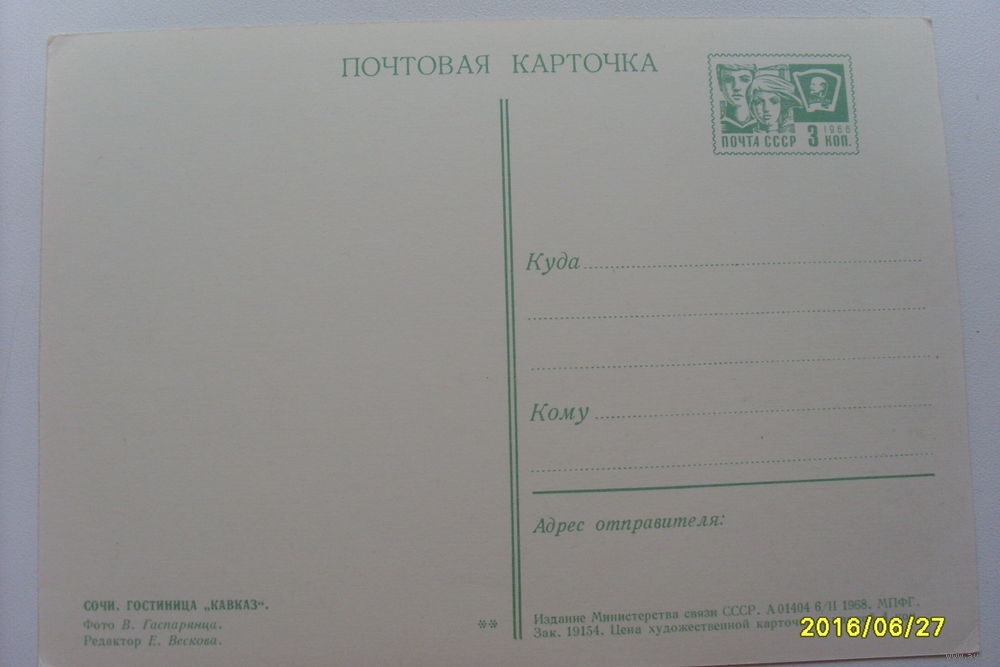 ПОЧТОВАЯ КАРТОЧКА
1966
ПОЧТА СССР 3 КОП.
Куда
Кому
Адрес отправителя:
СОЧИ. ГОСТИНИЦА „КАВКАЗ“.
Фото В. Гаспарянца.
Редактор Е. Вескова.
**
Издание Министерства связи СССР. А 01404 6/II 1968. МПФГ.
Зак. 19154. Цена художественной карточ
2016/06/27